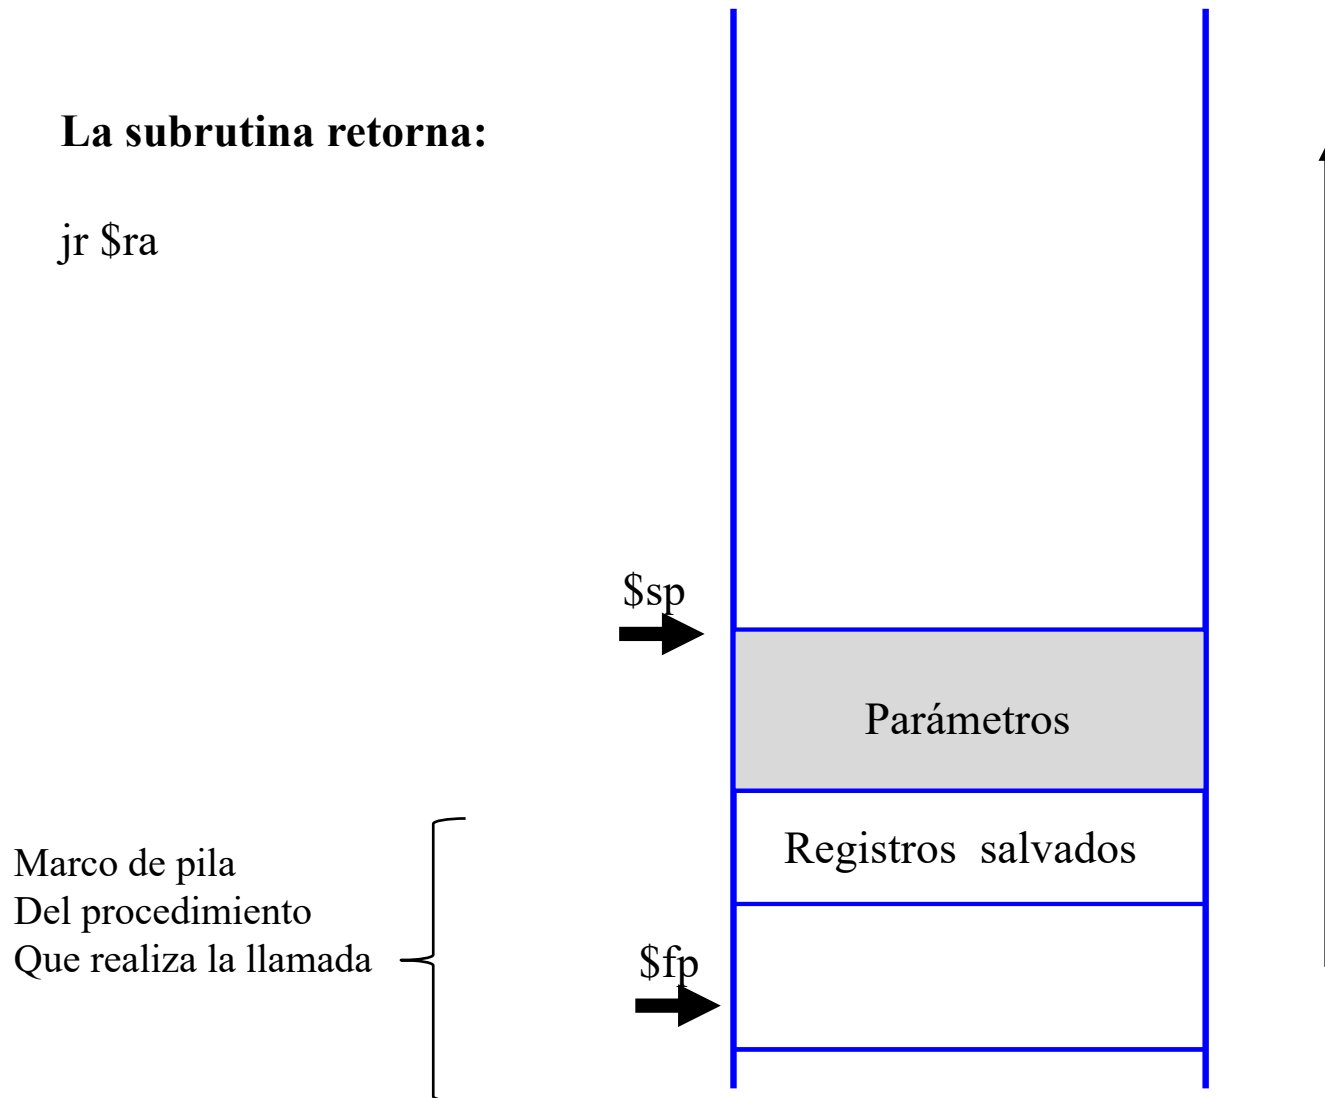 La subrutina retorna:
jr $ra
$sp
Parámetros
Registros salvados
Marco de pila
Del procedimiento
Que realiza la llamada
$fp